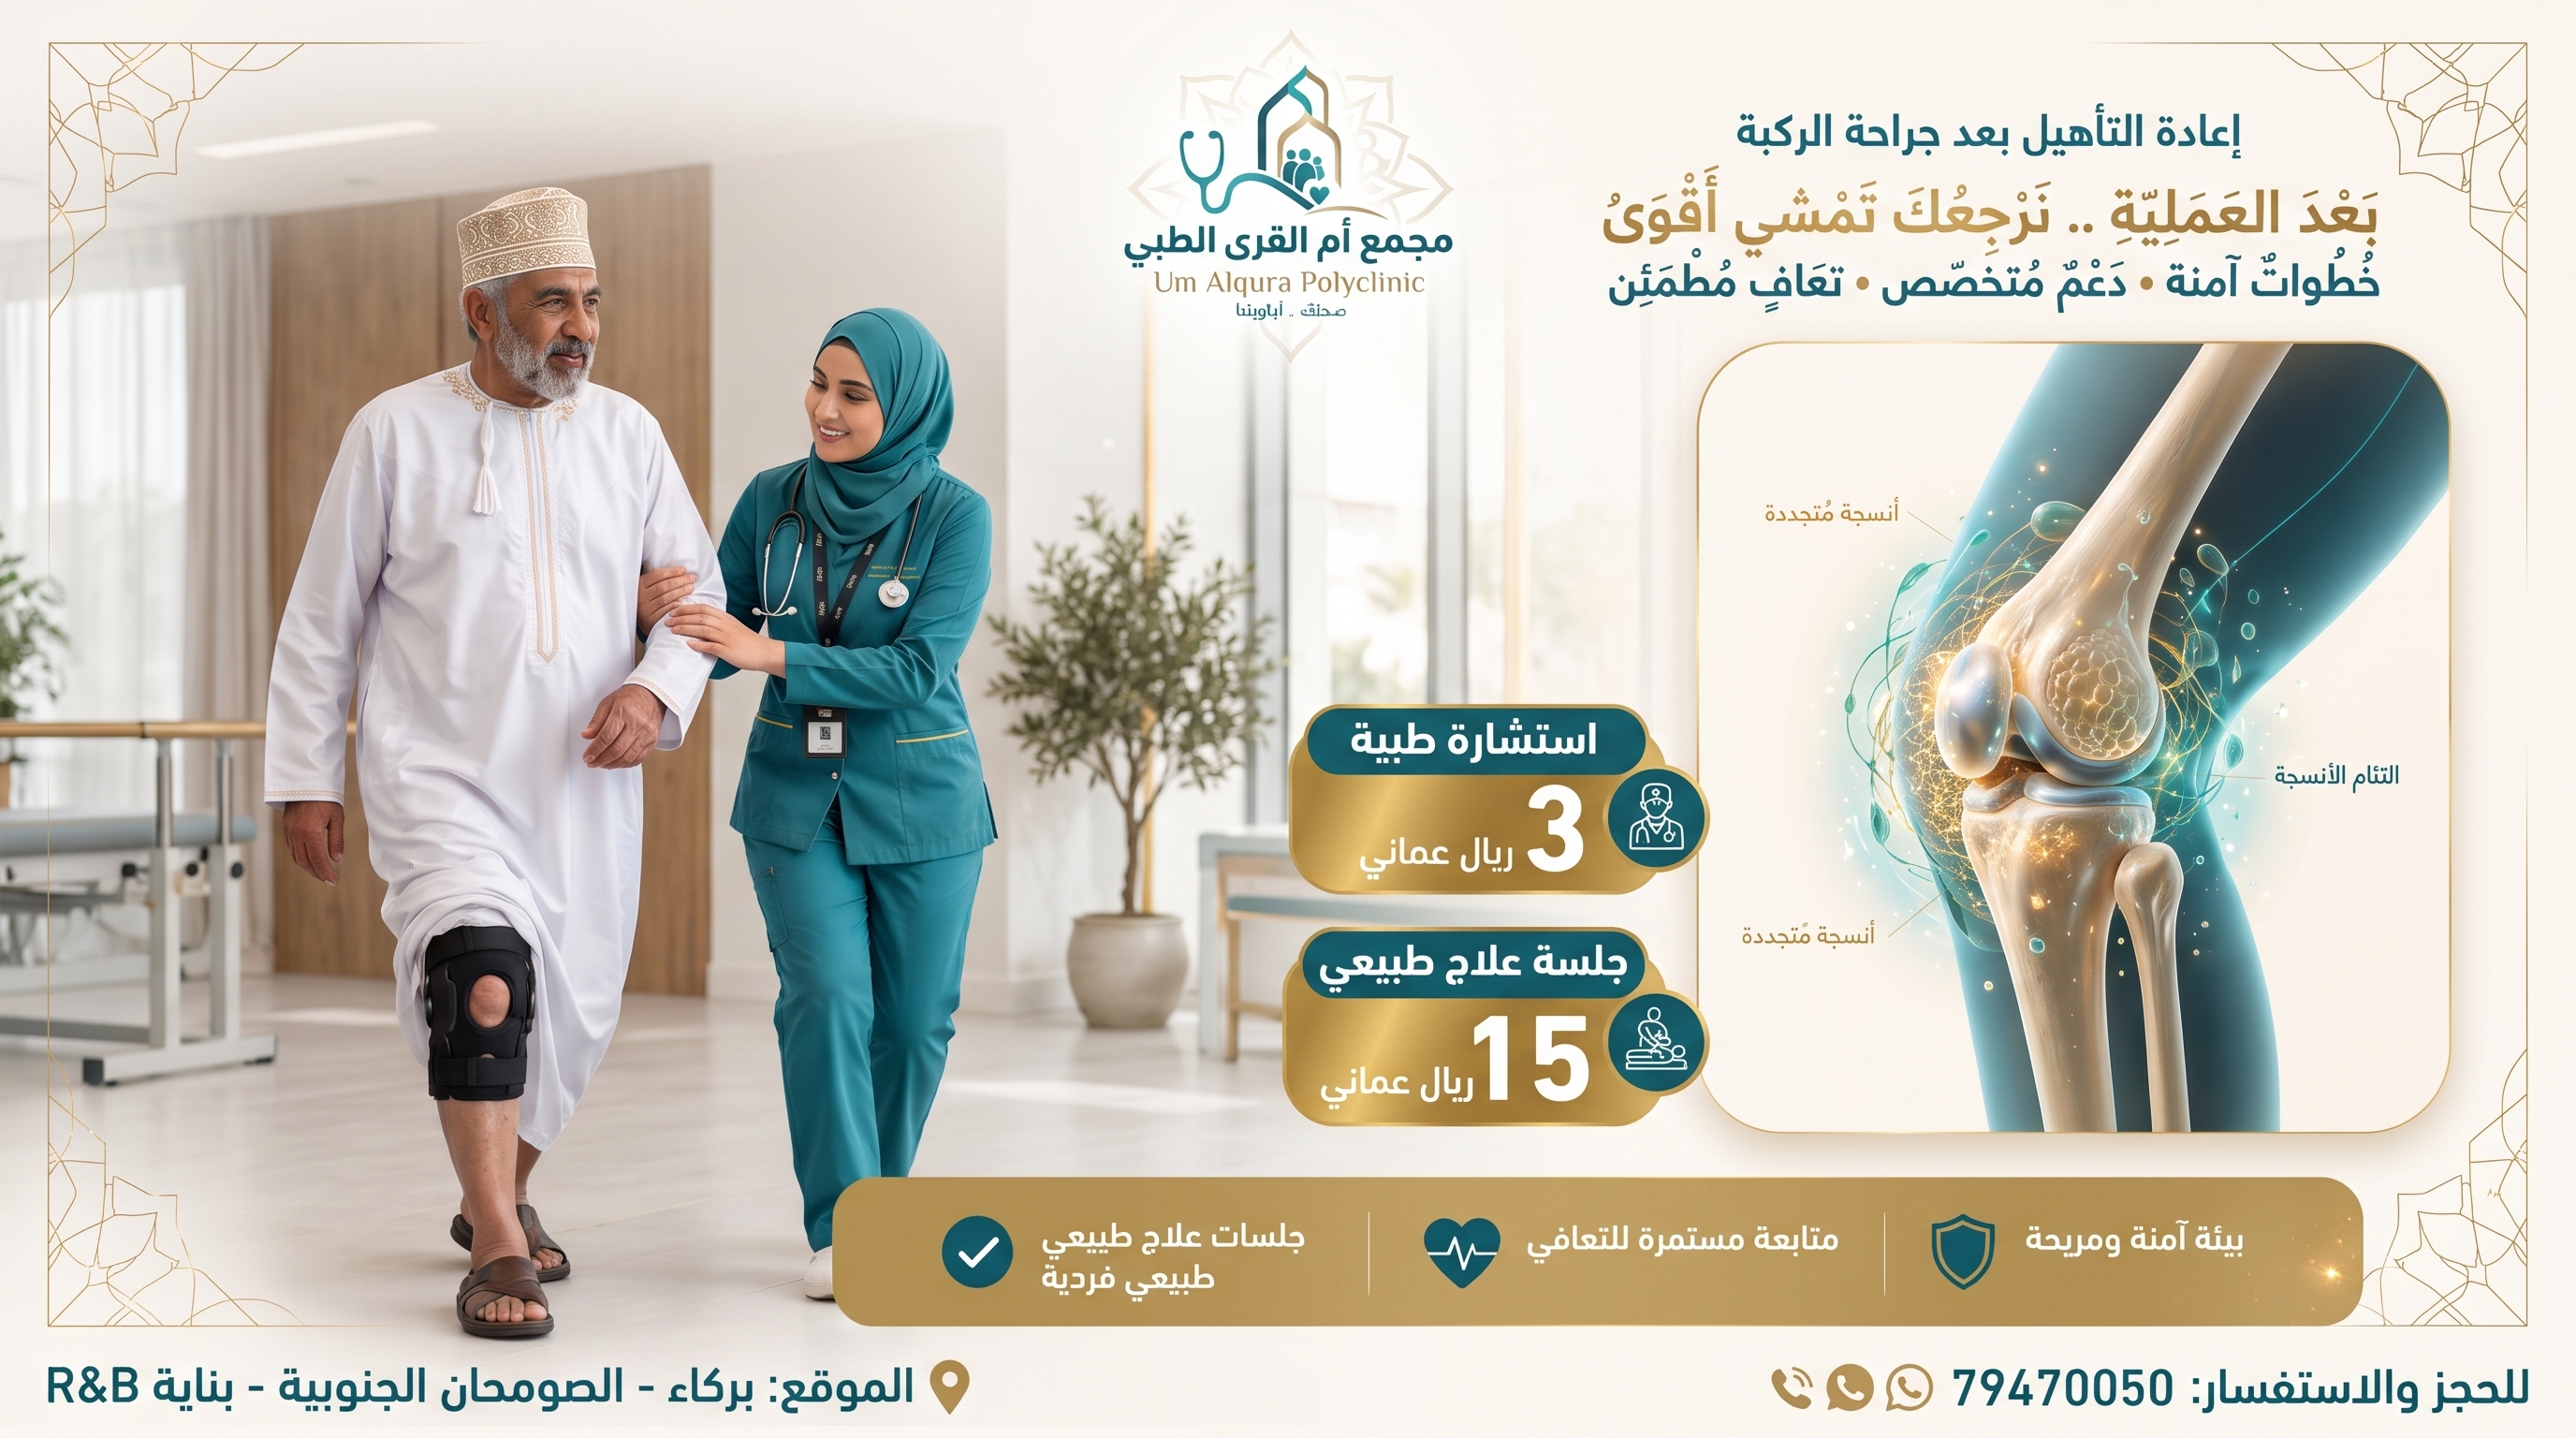 مجمع أم القرى الطبي
Um Alqura Polyclinic
إعادة التأهيل بعد جراحة الركبة
بَعْدَ العَمَلِيّةِ .. نَرْجِعُكَ تَمْشي أَقْوَىُ
خُطُواتٌ آمنة • دَعْمٌ مُتخصّص • تعَافٍ مُطْمَئِن
أنسجة مُتجددة
التئام الأنسجة
أنسجة مًتجددة
استشارة طبية
3 ريال عماني
جلسة علاج طبيعي
15 ريال عماني
بيئة آمنة ومريحة
متابعة مستمرة للتعافي
جلسات علاج طبيعي
طبيعي فردية
للحجز والاستفسار: 79470050
الموقع: بركاء - الصومحان الجنوبية - بناية R&B